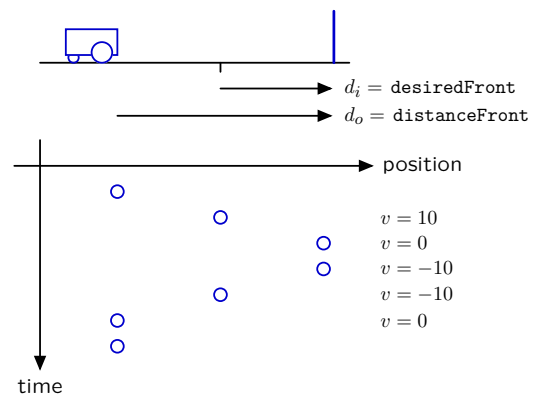 d_i = desiredFront
d_o = distanceFront
position
v = 10
v = 0
v = −10
v = −10
v = 0
time